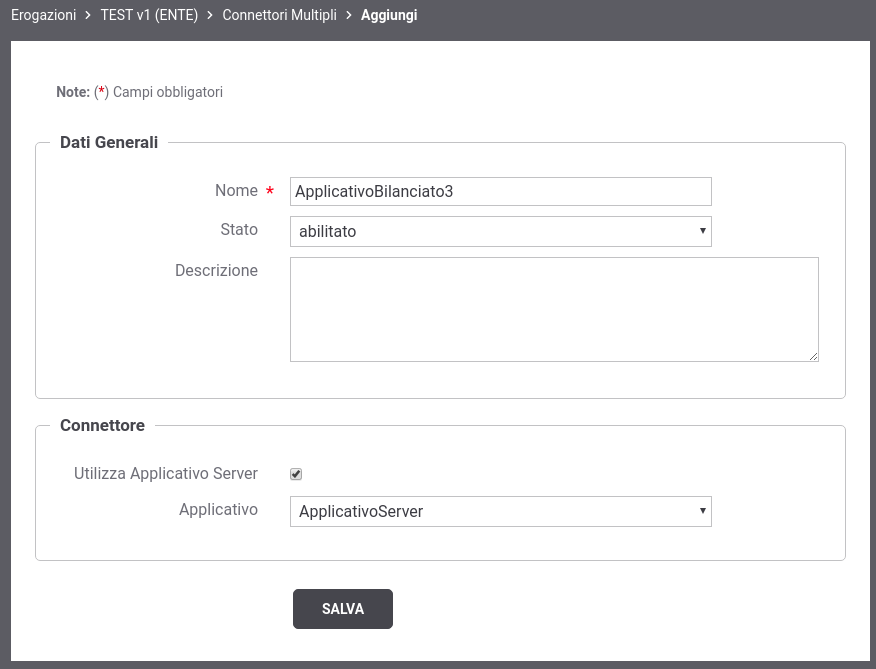 Erogazioni > TEST v1 (ENTE) > Connettori Multipli > Aggiungi
Note: (*) Campi obbligatori
Dati Generali
Nome * ApplicativoBilanciato3
Stato abilitato
Descrizione
Connettore
Utilizza Applicativo Server
Applicativo ApplicativoServer
SALVA